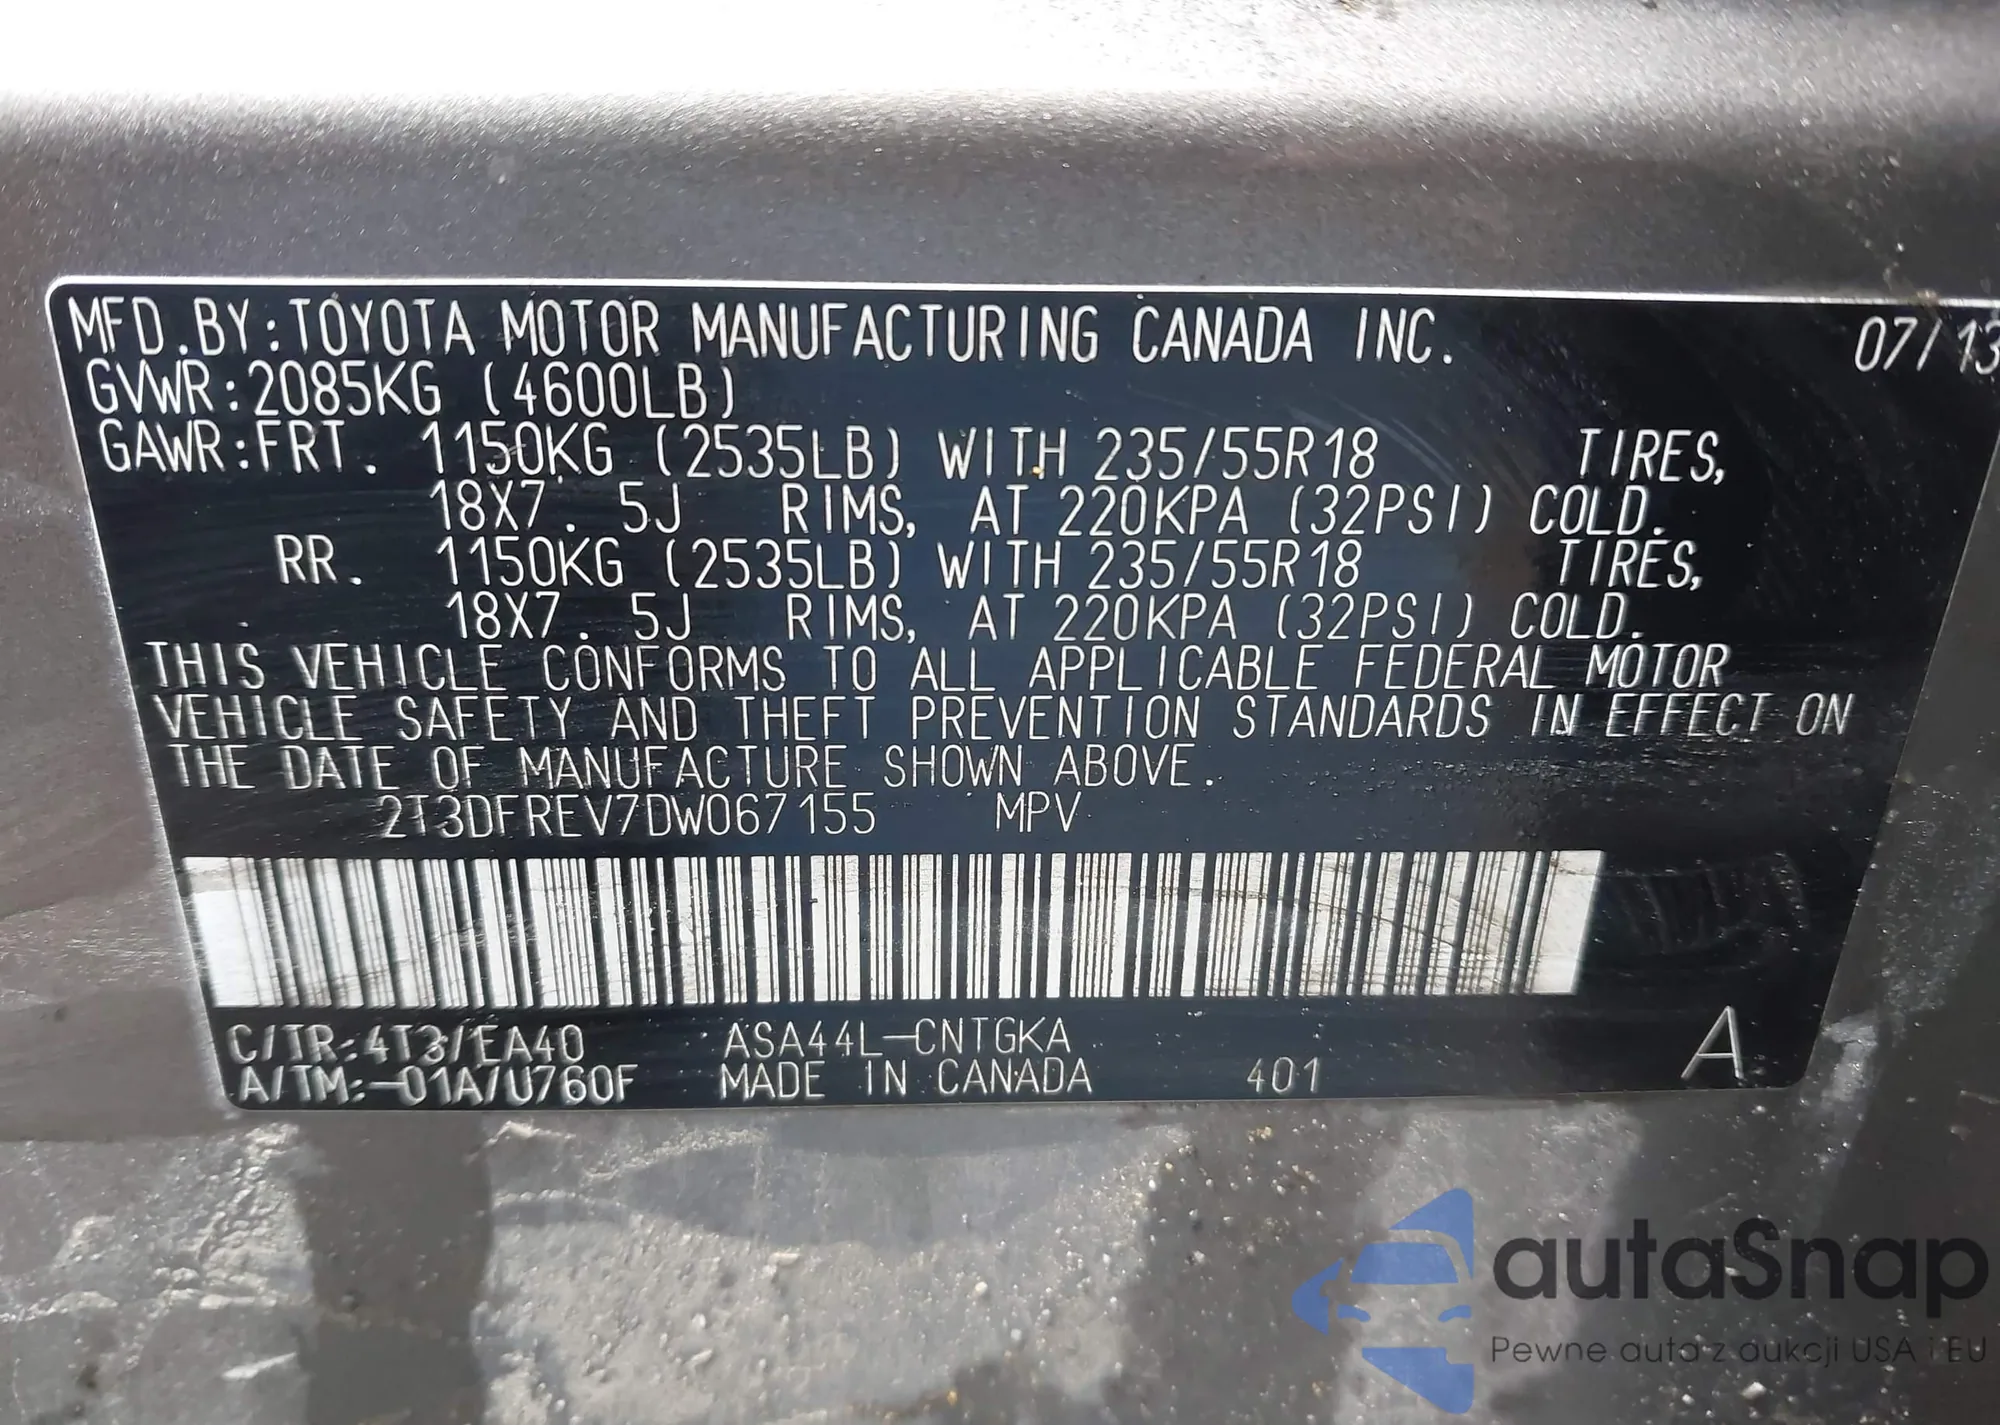 MFD.BY:TOYOTA MOTOR MANUFACTURING CANADA INC. 07/13
GVWR:2085KG (4600LB)
GAWR:FRT. 1150KG (2535LB) WITH 235/55R18 TIRES,
18X7.5J RIMS, AT 220KPA (32PSI) COLD.
RR. 1150KG (2535LB) WITH 235/55R18 TIRES,
18X7.5J RIMS, AT 220KPA (32PSI) COLD.
THIS VEHICLE CONFORMS TO ALL APPLICABLE FEDERAL MOTOR
VEHICLE SAFETY AND THEFT PREVENTION STANDARDS IN EFFECT ON
THE DATE OF MANUFACTURE SHOWN ABOVE.
2T3DFREV7DW067155 MPV
C/TR:4T3/EA40 ASA44L-CNTGKA
A/TM:-01A/U760F MADE IN CANADA 401 A
autaSnap
Pewne auta z aukcji USA i EU